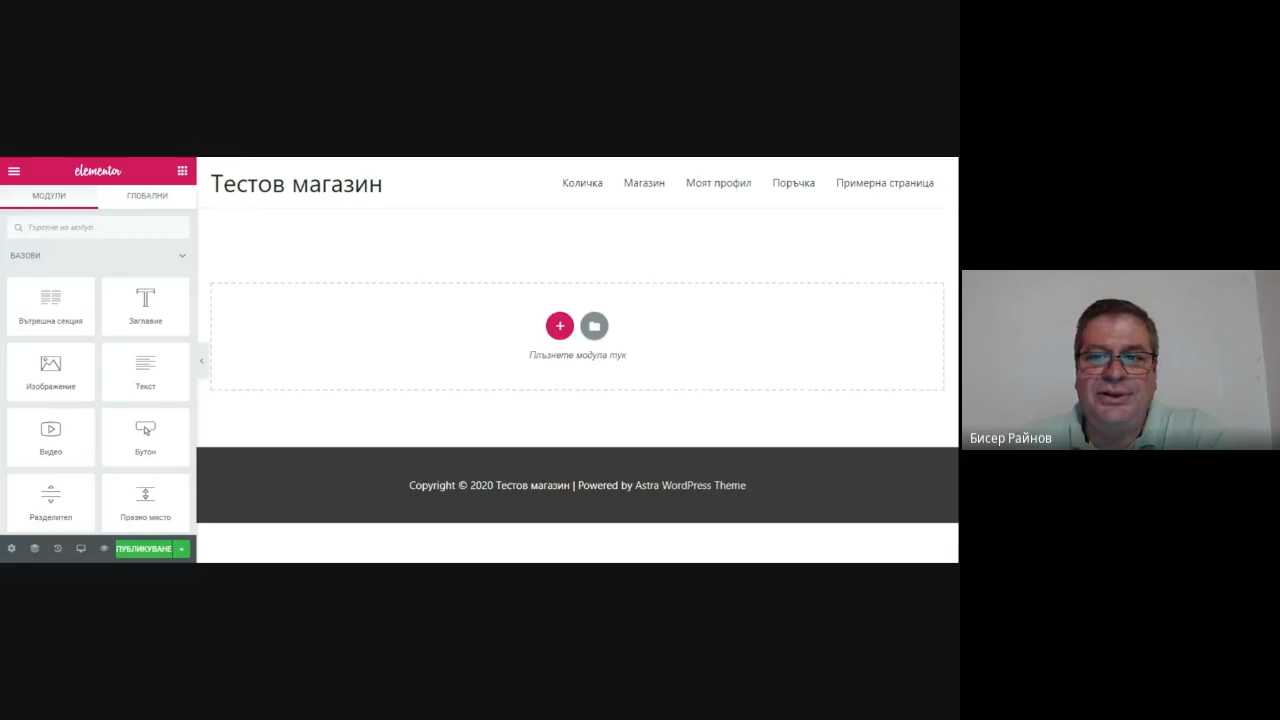 elementor
МОДУЛИ
ГЛОБАЛНИ
Търсене на модул...
БАЗОВИ
Вътрешна секция
Заглавие
Изображение
Текст
Видео
Бутон
Разделител
Празно място
ПУБЛИКУВАНЕ
Тестов магазин
Количка Магазин Моят профил Поръчка Примерна страница
Плъзнете модула тук
Copyright © 2020 Тестов магазин | Powered by Astra WordPress Theme
Бисер Райнов